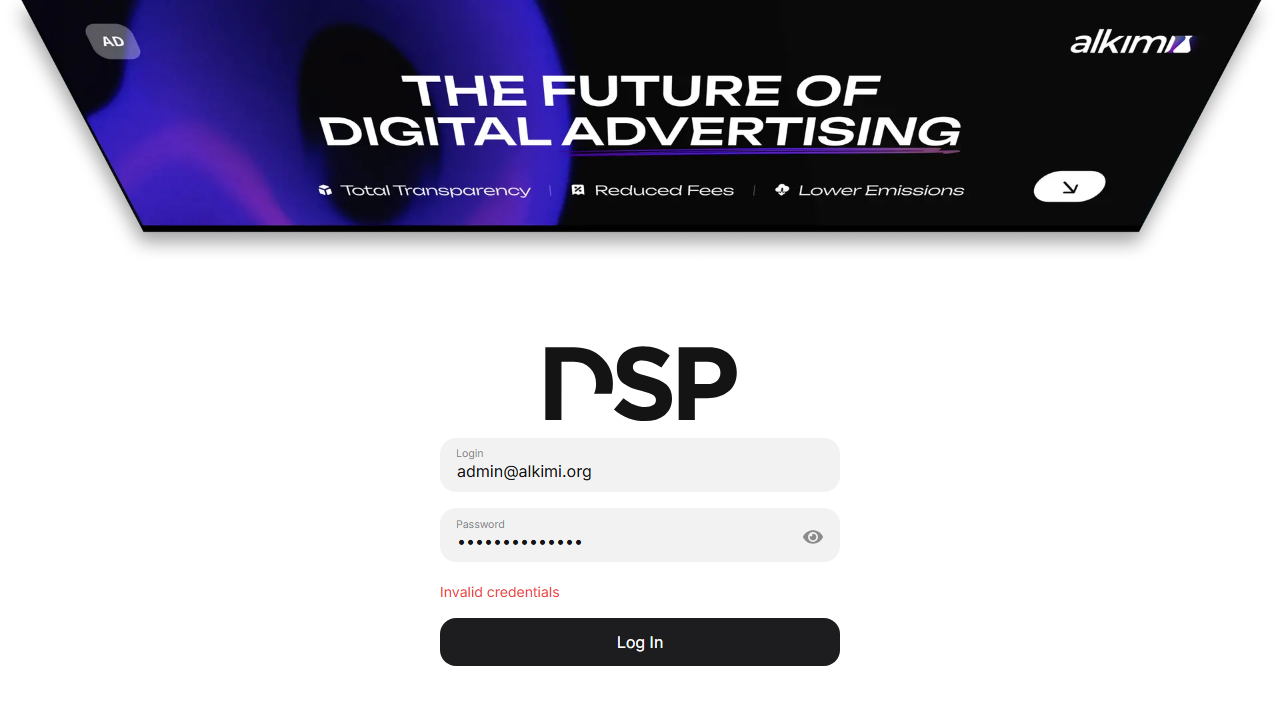 AD
alkimi
THE FUTURE OF
DIGITAL ADVERTISING
Total Transparency
Reduced Fees
Lower Emissions
DSP
Login
admin@alkimi.org
Password
••••••••••••••
Invalid credentials
Log In